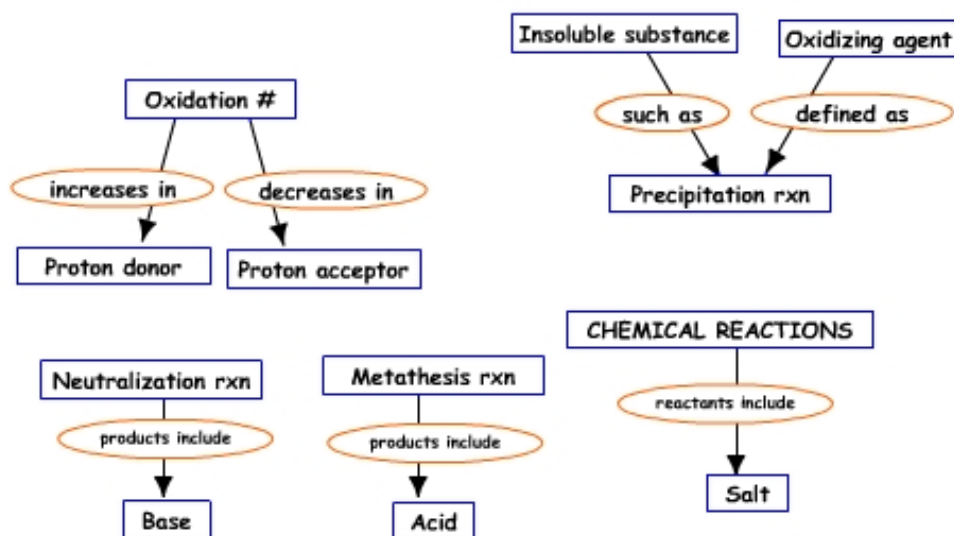 Insoluble substance
Oxidizing agent
Oxidation #
such as
defined as
increases in
decreases in
Precipitation rxn
Proton donor
Proton acceptor
CHEMICAL REACTIONS
Neutralization rxn
Metathesis rxn
reactants include
products include
products include
Salt
Base
Acid